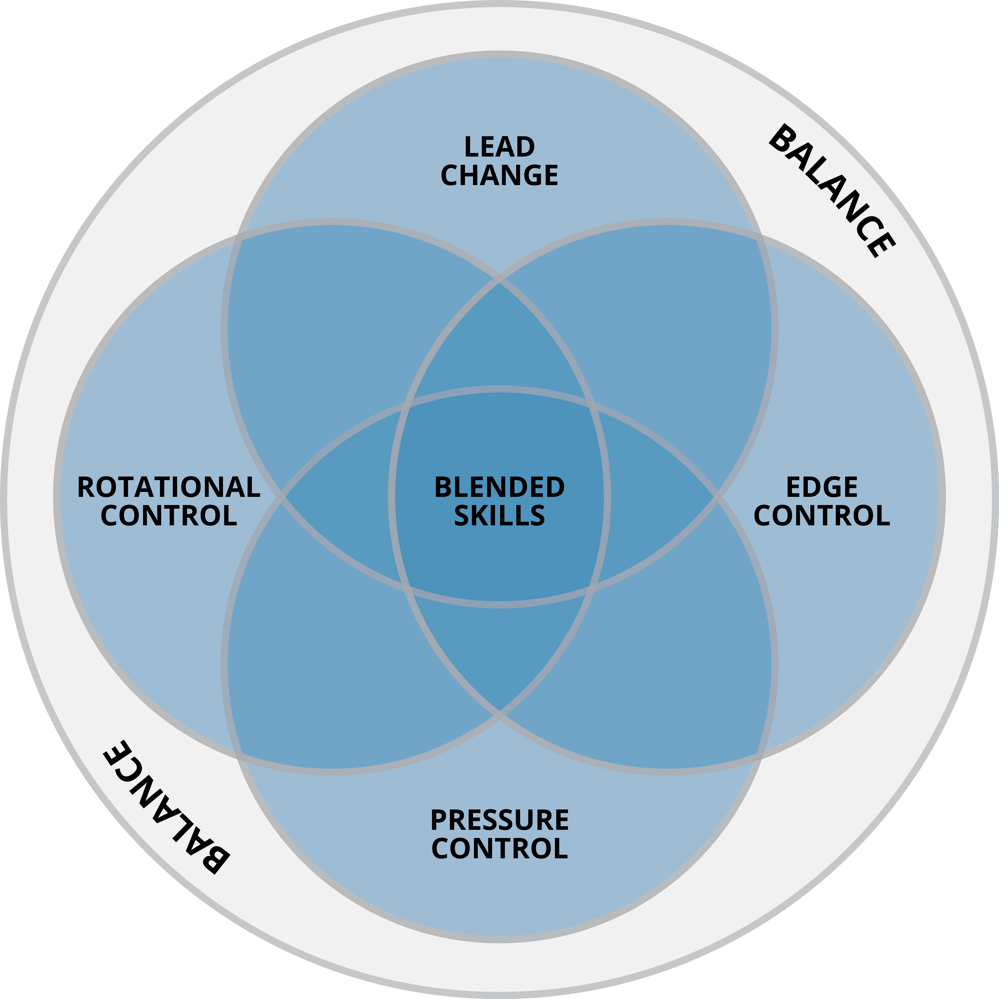 LEAD
CHANGE
BALANCE
ROTATIONAL
CONTROL
BLENDED
SKILLS
EDGE
CONTROL
BALANCE
PRESSURE
CONTROL